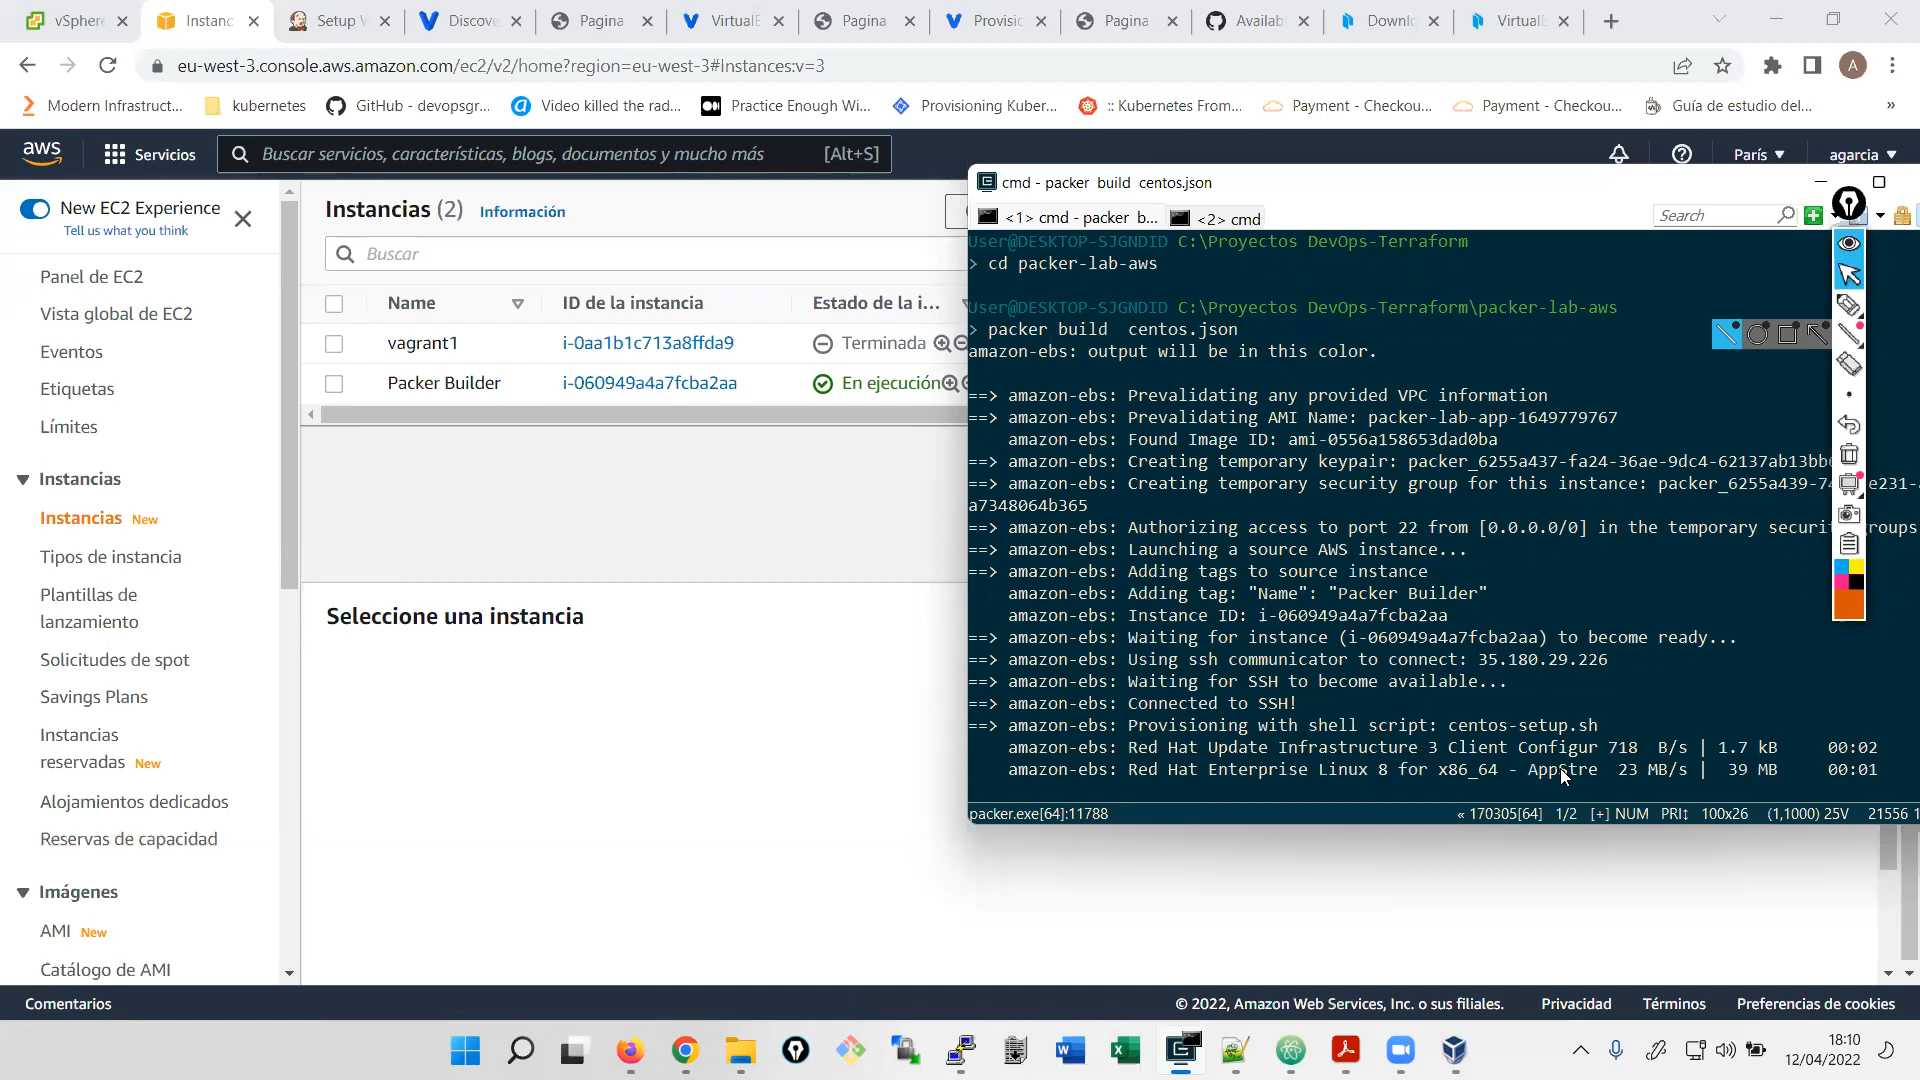 vSphere
Instanc
Setup V
Discove
Pagina
VirtualE
Pagina
Provisic
Pagina
Availab
Downlo
VirtualE
eu-west-3.console.aws.amazon.com/ec2/v2/home?region=eu-west-3#Instances:v=3
A
Modern Infrastruct...
kubernetes
GitHub - devopsgr...
Video killed the rad...
Practice Enough Wi...
Provisioning Kuber...
:: Kubernetes From...
Payment - Checkou...
Payment - Checkou...
Guía de estudio del...
»
aws
Servicios
Buscar servicios, características, blogs, documentos y mucho más [Alt+S]
París
agarcia
New EC2 Experience
Tell us what you think
Panel de EC2
Vista global de EC2
Eventos
Etiquetas
Límites
Instancias
Instancias New
Tipos de instancia
Plantillas de
lanzamiento
Solicitudes de spot
Savings Plans
Instancias
reservadas New
Alojamientos dedicados
Reservas de capacidad
Imágenes
AMI New
Catálogo de AMI
Instancias (2) Información
Buscar
Name ID de la instancia Estado de la i...
vagrant1 i-0aa1b1c713a8ffda9 Terminada
Packer Builder i-060949a4a7fcba2aa En ejecución
Seleccione una instancia
cmd - packer build centos.json
<1> cmd - packer b...
<2> cmd
Search
User@DESKTOP-SJGNDID C:\Proyectos DevOps-Terraform
> cd packer-lab-aws
User@DESKTOP-SJGNDID C:\Proyectos DevOps-Terraform\packer-lab-aws
> packer build  centos.json
amazon-ebs: output will be in this color.
==> amazon-ebs: Prevalidating any provided VPC information
==> amazon-ebs: Prevalidating AMI Name: packer-lab-app-1649779767
amazon-ebs: Found Image ID: ami-0556a158653dad0ba
==> amazon-ebs: Creating temporary keypair: packer_6255a437-fa24-36ae-9dc4-62137ab13bb
==> amazon-ebs: Creating temporary security group for this instance: packer_6255a439-74 e231-
a7348064b365
==> amazon-ebs: Authorizing access to port 22 from [0.0.0.0/0] in the temporary securi groups
==> amazon-ebs: Launching a source AWS instance...
==> amazon-ebs: Adding tags to source instance
amazon-ebs: Adding tag: "Name": "Packer Builder"
amazon-ebs: Instance ID: i-060949a4a7fcba2aa
==> amazon-ebs: Waiting for instance (i-060949a4a7fcba2aa) to become ready...
==> amazon-ebs: Using ssh communicator to connect: 35.180.29.226
==> amazon-ebs: Waiting for SSH to become available...
==> amazon-ebs: Connected to SSH!
==> amazon-ebs: Provisioning with shell script: centos-setup.sh
amazon-ebs: Red Hat Update Infrastructure 3 Client Configur 718  B/s | 1.7 kB     00:02
amazon-ebs: Red Hat Enterprise Linux 8 for x86_64 - AppStre  23 MB/s |  39 MB     00:01
packer.exe[64]:11788
« 170305[64] 1/2 [+] NUM PRI↕ 100x26 (1,1000) 25V 21556 1
Comentarios
© 2022, Amazon Web Services, Inc. o sus filiales. Privacidad Términos Preferencias de cookies
18:10
12/04/2022